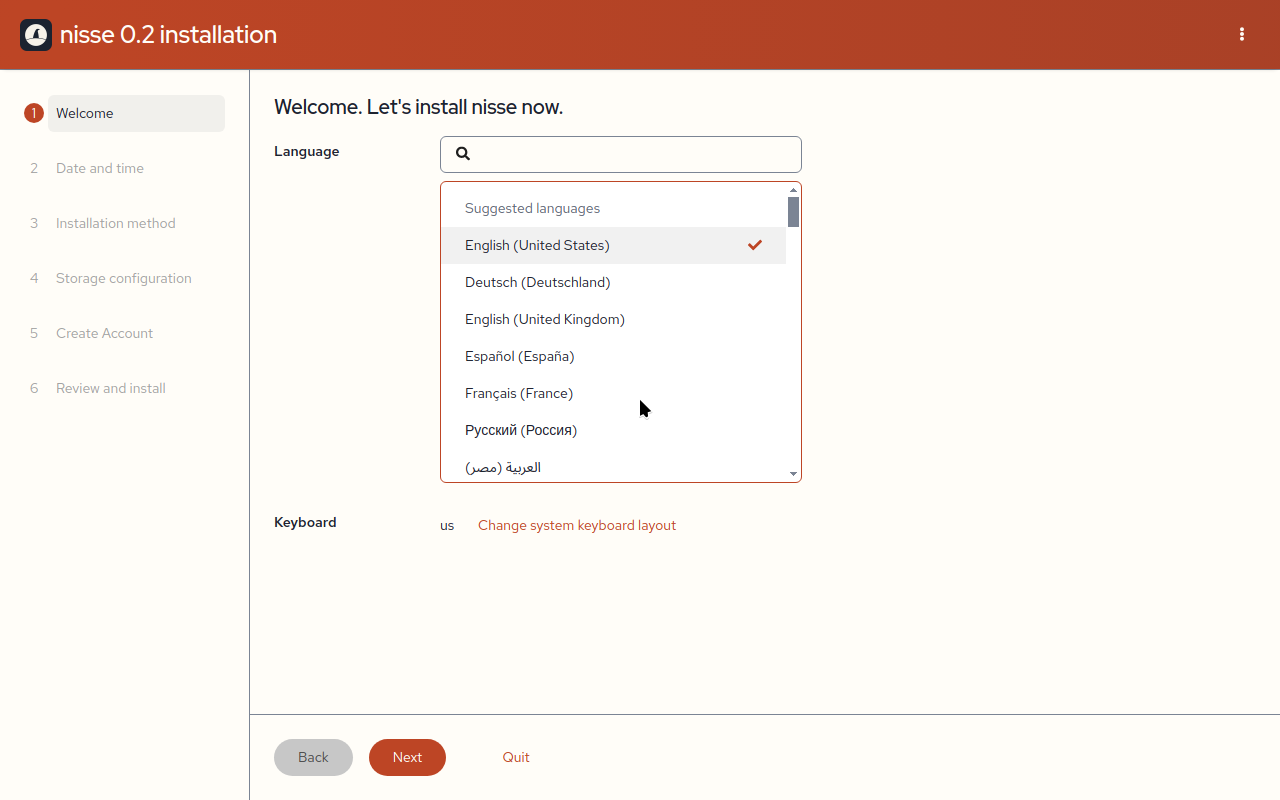 nisse 0.2 installation
1 Welcome
2 Date and time
3 Installation method
4 Storage configuration
5 Create Account
6 Review and install
Welcome. Let's install nisse now.
Language
Suggested languages
English (United States)
Deutsch (Deutschland)
English (United Kingdom)
Español (España)
Français (France)
Русский (Россия)
العربية (مصر)
Keyboard
us Change system keyboard layout
Back Next Quit